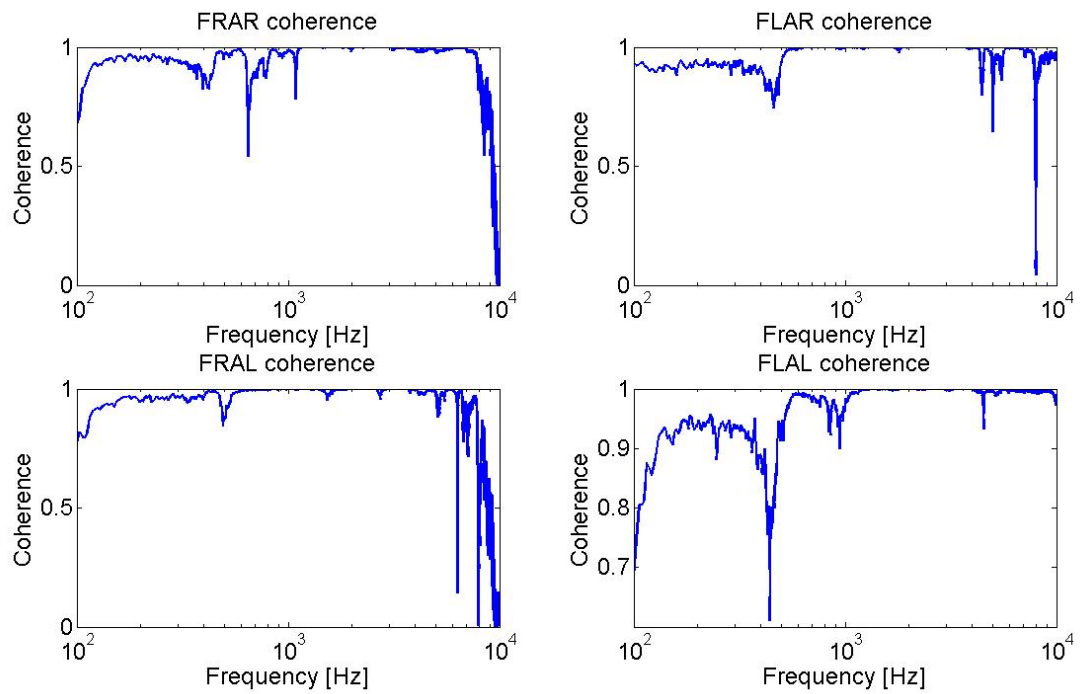 FRAR coherence
1
0.5
0
Coherence
10^2
10^3
10^4
Frequency [Hz]
FLAR coherence
1
0.5
0
Coherence
10^2
10^3
10^4
Frequency [Hz]
FRAL coherence
1
0.5
0
Coherence
10^2
10^3
10^4
Frequency [Hz]
FLAL coherence
1
0.9
0.8
0.7
Coherence
10^2
10^3
10^4
Frequency [Hz]